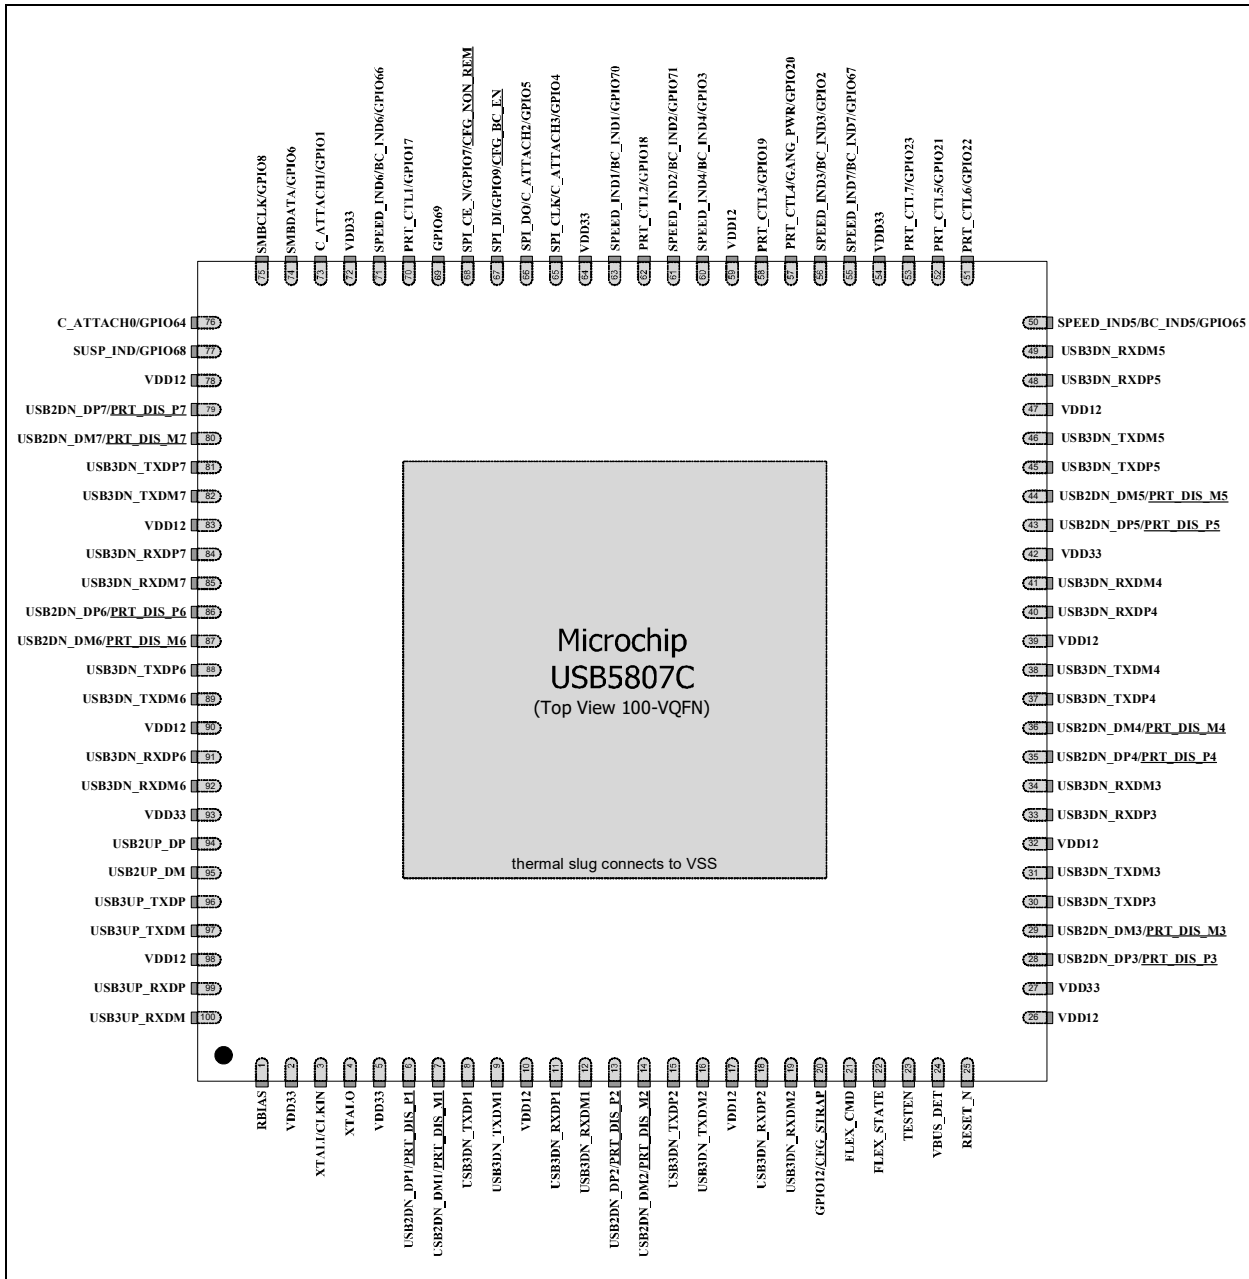 SMBCLK/GPIO8
SMBDATA/GPIO6
C_ATTACH1/GPIO1
VDD33
SPEED_IND6/BC_IND6/GPIO66
PRT_CTL1/GPIO17
GPIO69
SPI_CE_N/GPIO7/CFG_NON_REM
SPI_DI/GPIO9/CFG_BC_EN
SPI_DO/C_ATTACH2/GPIO5
SPI_CLK/C_ATTACH3/GPIO4
VDD33
SPEED_IND1/BC_IND1/GPIO70
PRT_CTL2/GPIO18
SPEED_IND2/BC_IND2/GPIO71
SPEED_IND4/BC_IND4/GPIO3
VDD12
PRT_CTL3/GPIO19
PRT_CTL4/GANG_PWR/GPIO20
SPEED_IND3/BC_IND3/GPIO2
SPEED_IND7/BC_IND7/GPIO67
VDD33
PRT_CTL7/GPIO23
PRT_CTL5/GPIO21
PRT_CTL6/GPIO22
75 74 73 72 71 70 69 68 67 66 65 64 63 62 61 60 59 58 57 56 55 54 53 52 51
C_ATTACH0/GPIO64 76
SUSP_IND/GPIO68 77
VDD12 78
USB2DN_DP7/PRT_DIS_P7 79
USB2DN_DM7/PRT_DIS_M7 80
USB3DN_TXDP7 81
USB3DN_TXDM7 82
VDD12 83
USB3DN_RXDP7 84
USB3DN_RXDM7 85
USB2DN_DP6/PRT_DIS_P6 86
USB2DN_DM6/PRT_DIS_M6 87
USB3DN_TXDP6 88
USB3DN_TXDM6 89
VDD12 90
USB3DN_RXDP6 91
USB3DN_RXDM6 92
VDD33 93
USB2UP_DP 94
USB2UP_DM 95
USB3UP_TXDP 96
USB3UP_TXDM 97
VDD12 98
USB3UP_RXDP 99
USB3UP_RXDM 100
Microchip
USB5807C
(Top View 100-VQFN)
thermal slug connects to VSS
50 SPEED_IND5/BC_IND5/GPIO65
49 USB3DN_RXDM5
48 USB3DN_RXDP5
47 VDD12
46 USB3DN_TXDM5
45 USB3DN_TXDP5
44 USB2DN_DM5/PRT_DIS_M5
43 USB2DN_DP5/PRT_DIS_P5
42 VDD33
41 USB3DN_RXDM4
40 USB3DN_RXDP4
39 VDD12
38 USB3DN_TXDM4
37 USB3DN_TXDP4
36 USB2DN_DM4/PRT_DIS_M4
35 USB2DN_DP4/PRT_DIS_P4
34 USB3DN_RXDM3
33 USB3DN_RXDP3
32 VDD12
31 USB3DN_TXDM3
30 USB3DN_TXDP3
29 USB2DN_DM3/PRT_DIS_M3
28 USB2DN_DP3/PRT_DIS_P3
27 VDD33
26 VDD12
1 2 3 4 5 6 7 8 9 10 11 12 13 14 15 16 17 18 19 20 21 22 23 24 25
RBIAS
VDD33
XTALI/CLKIN
XTALO
VDD33
USB2DN_DP1/PRT_DIS_P1
USB2DN_DM1/PRT_DIS_M1
USB3DN_TXDP1
USB3DN_TXDM1
VDD12
USB3DN_RXDP1
USB3DN_RXDM1
USB2DN_DP2/PRT_DIS_P2
USB2DN_DM2/PRT_DIS_M2
USB3DN_TXDP2
USB3DN_TXDM2
VDD12
USB3DN_RXDP2
USB3DN_RXDM2
GPIO12/CFG_STRAP
FLEX_CMD
FLEX_STATE
TESTEN
VBUS_DET
RESET_N